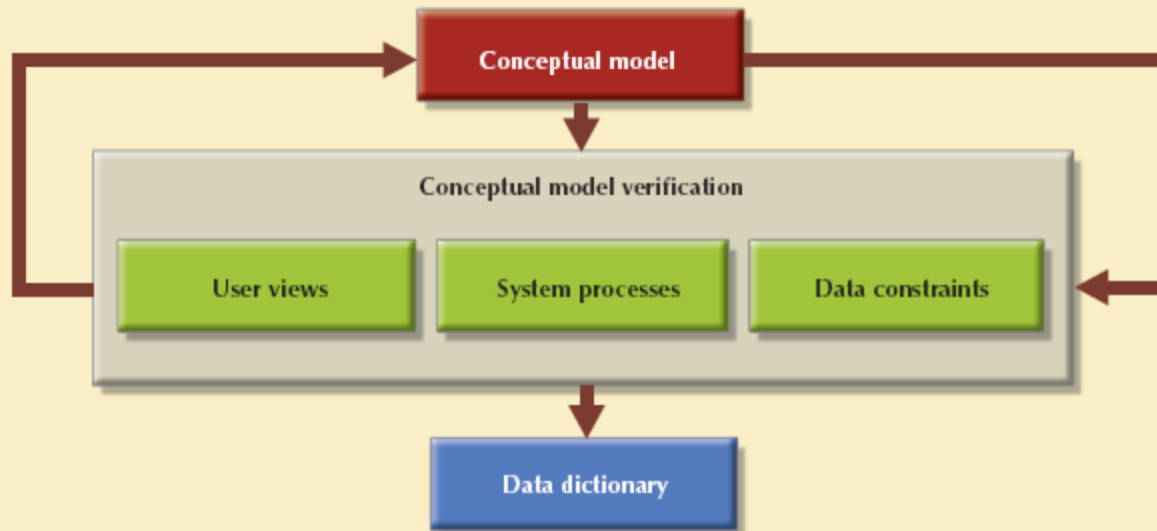 Conceptual model
Conceptual model verification
User views
System processes
Data constraints
Data dictionary